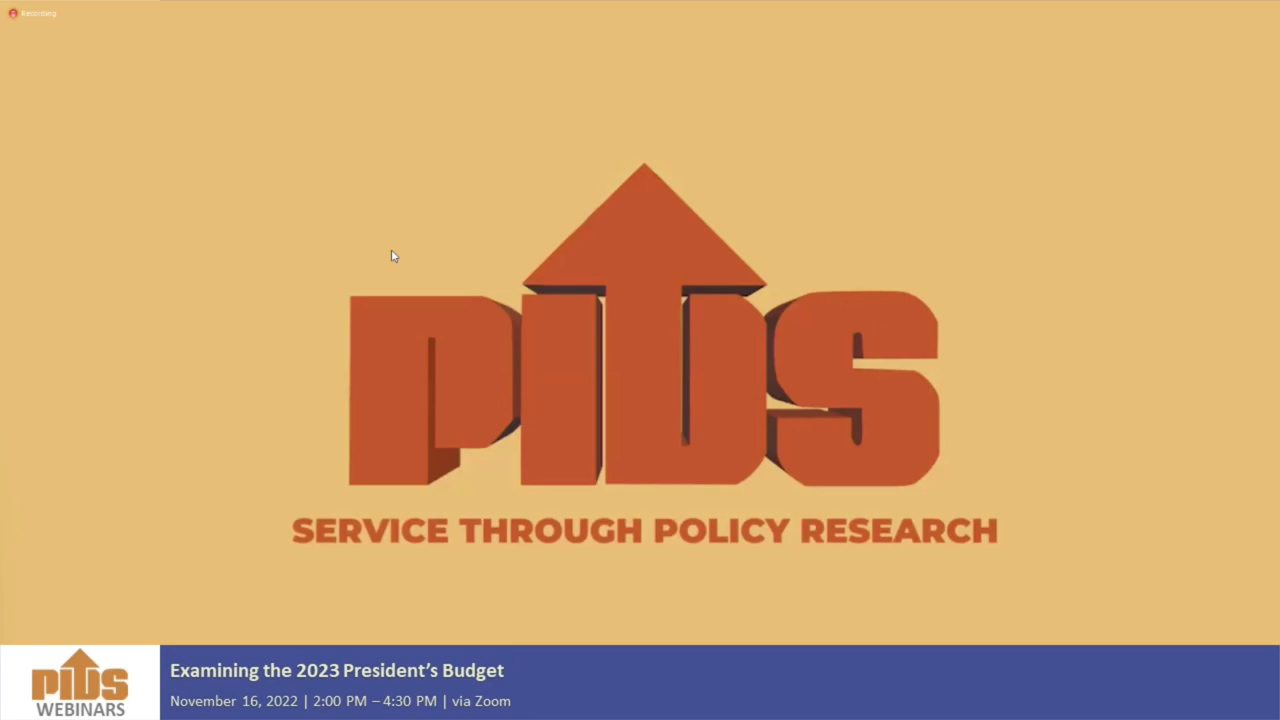 Recording
PIDS
SERVICE THROUGH POLICY RESEARCH
PIDS
WEBINARS
Examining the 2023 President’s Budget
November 16, 2022 | 2:00 PM – 4:30 PM | via Zoom